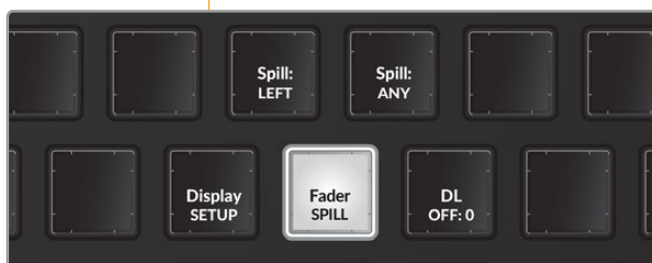 Spill:
LEFT
Spill:
ANY
Display
SETUP
Fader
SPILL
DL
OFF: 0